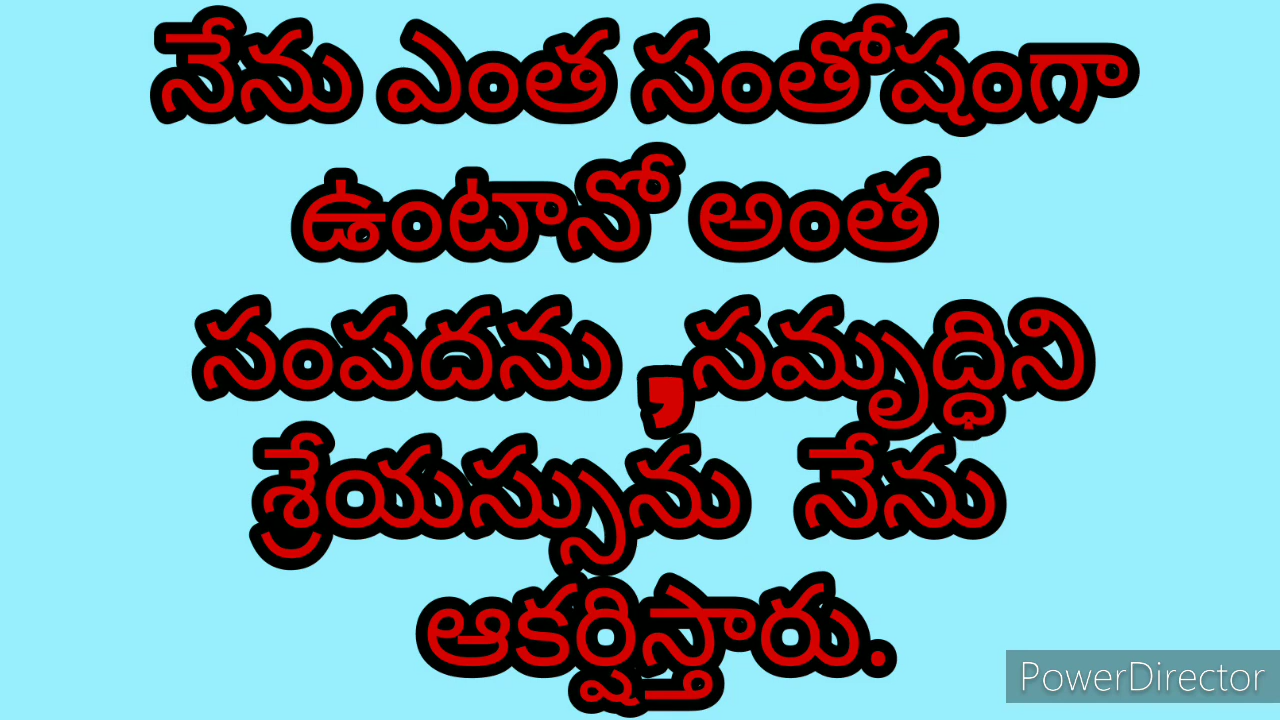 నేను ఎంత సంతోషంగా
ఉంటానో అంత
సంపదను ,సమృద్ధిని
శ్రేయస్సును నేను
ఆకర్షిస్తారు.
PowerDirector